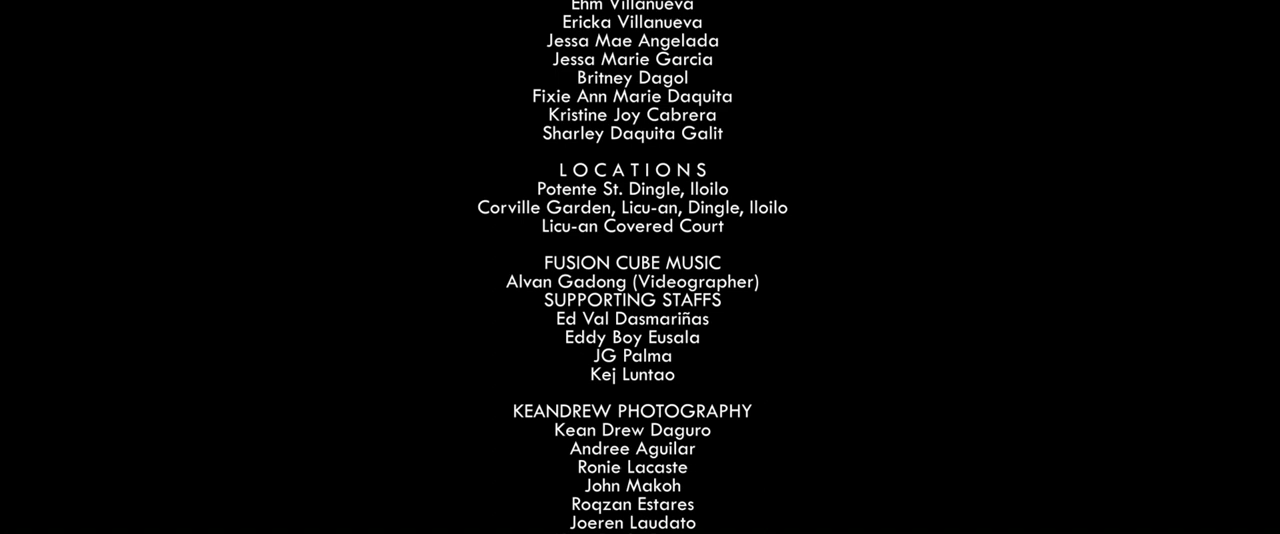 Ehm Villanueva
Ericka Villanueva
Jessa Mae Angelada
Jessa Marie Garcia
Britney Dagol
Fixie Ann Marie Daquita
Kristine Joy Cabrera
Sharley Daquita Galit
L O C A T I O N S
Potente St. Dingle, Iloilo
Corville Garden, Licu-an, Dingle, Iloilo
Licu-an Covered Court
FUSION CUBE MUSIC
Alvan Gadong (Videographer)
SUPPORTING STAFFS
Ed Val Dasmariñas
Eddy Boy Eusala
JG Palma
Kej Luntao
KEANDREW PHOTOGRAPHY
Kean Drew Daguro
Andree Aguilar
Ronie Lacaste
John Makoh
Roqzan Estares
Joeren Laudato